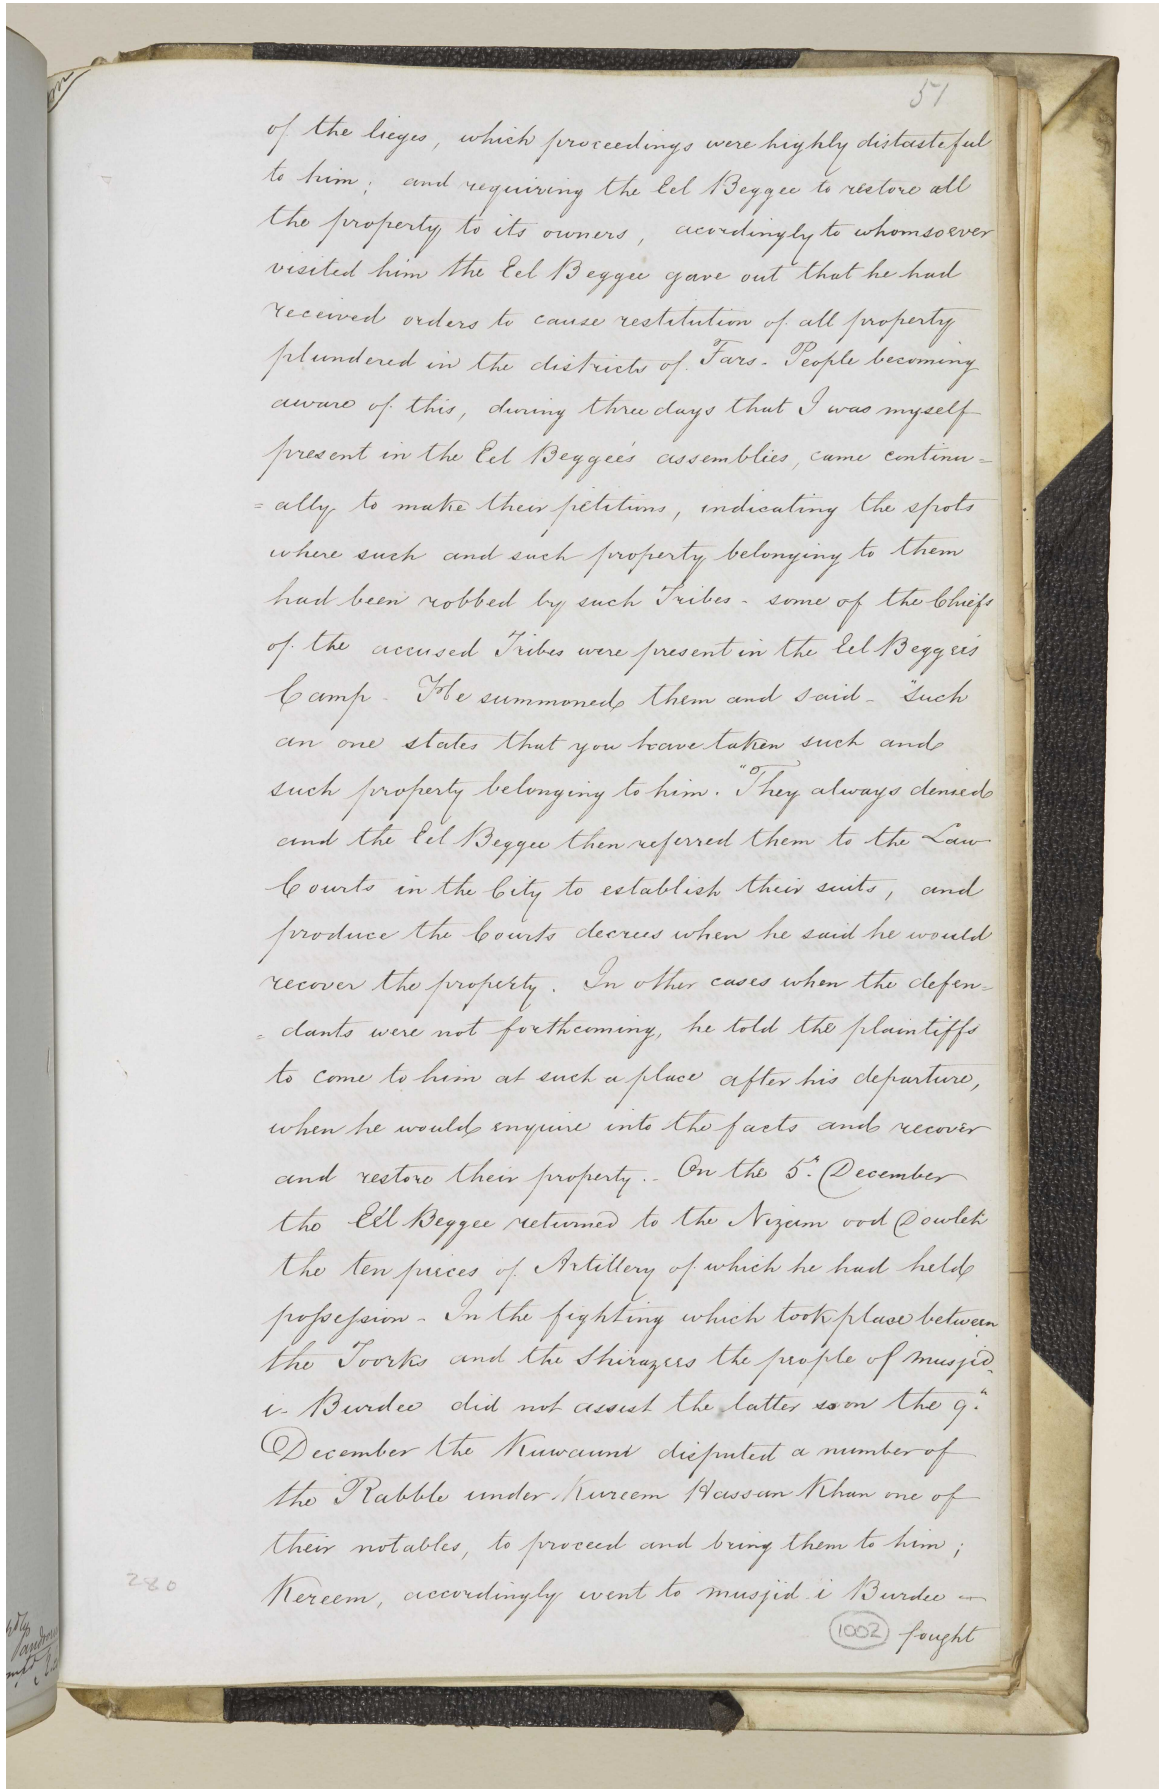 51
of the lieges, which proceedings were highly distasteful
to him; and requiring the Eel Beggee to restore all
the property to its owners, acordingly to whomsoever
visited him the Eel Beggee gave out that he had
received orders to cause restitution of all property
plundered in the districts of Fars - People becoming
aware of this, during three days that I was myself
present in the Eel Beggee's assemblies, came continu=
=ally to make their petitions, indicating the spots
where such and such property belonging to them
had been robbed by such Tribes - some of the Chiefs
of the accused Tribes were present in the Eel Beggee's
Camp - He summoned them and said - "Such
an one states that you have taken such and
such property belonging to him." They always denied
and the Eel Beggee then referred them to the Law
Courts in the City to establish their suits, and
produce the Courts decrees when he said he would
recover the property. In other cases when the defen=
=dants were not forthcoming, he told the plaintiffs
to come to him at such a place after his departure,
when he would enquire into the facts and recover
and restore their property.- On the 5th December
the Eel Beggee returned to the Nizam ood Dowleh
the ten pieces of Artillery of which he had held
possession - In the fighting which took place between
the Toorks and the Shirazees the people of Musjid-
i- Burdee did not assist the latter so on the 9th
December the Kuwaum disputed a number of
the Rabble under Kureem Hassan Khan one of
their notables, to proceed and bring them to him;
Kereem, accordingly went to musjid i Burdee -
280
1002 fought